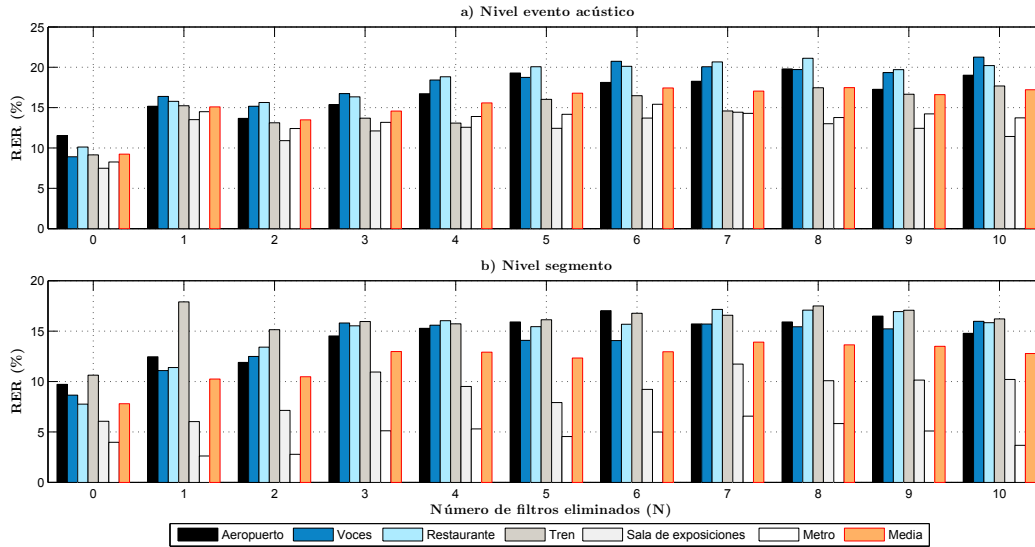 a) Nivel evento acústico
25
20
15
10
5
0
RER (%)
0 1 2 3 4 5 6 7 8 9 10
b) Nivel segmento
20
15
10
5
0
RER (%)
0 1 2 3 4 5 6 7 8 9 10
Número de filtros eliminados (N)
Aeropuerto Voces Restaurante Tren Sala de exposiciones Metro Media